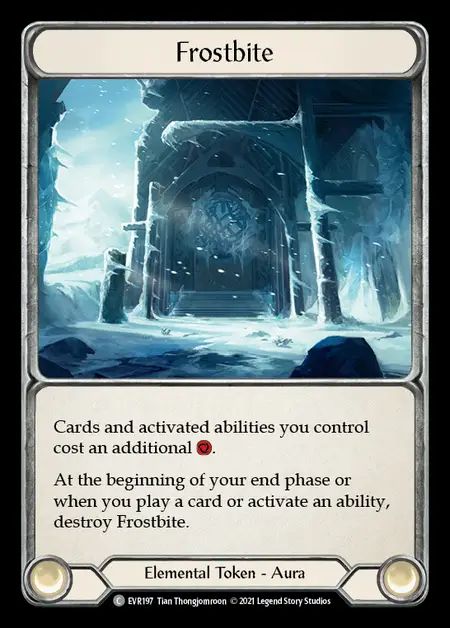 Frostbite
Cards and activated abilities you control
cost an additional .
At the beginning of your end phase or
when you play a card or activate an ability,
destroy Frostbite.
Elemental Token - Aura
C EVR197 Tian Thongjomroon © 2021 Legend Story Studios